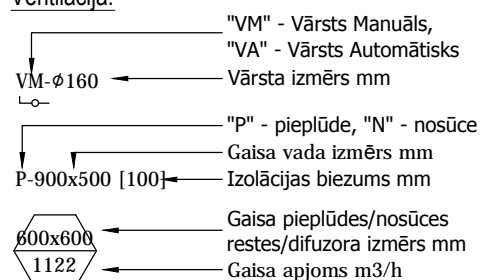 Ventilācija:
"VM" - Vārsts Manuāls,
"VA" - Vārsts Automātisks
VM-φ160
Vārsta izmērs mm
"P" - pieplūde, "N" - nosūce
Gaisa vada izmērs mm
P-900x500 [100]
Izolācijas biezums mm
Gaisa pieplūdes/nosūces
600x600
restes/difuzora izmērs mm
1122
Gaisa apjoms m3/h